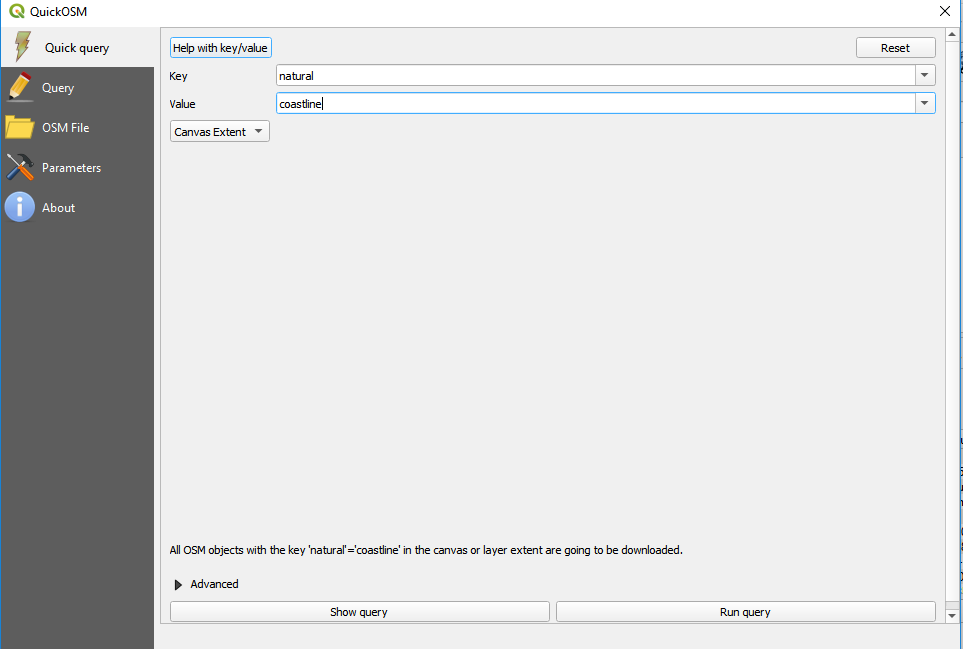 QuickOSM
Quick query
Query
OSM File
Parameters
About
Help with key/value
Reset
Key natural
Value coastline
Canvas Extent
All OSM objects with the key 'natural'='coastline' in the canvas or layer extent are going to be downloaded.
Advanced
Show query Run query